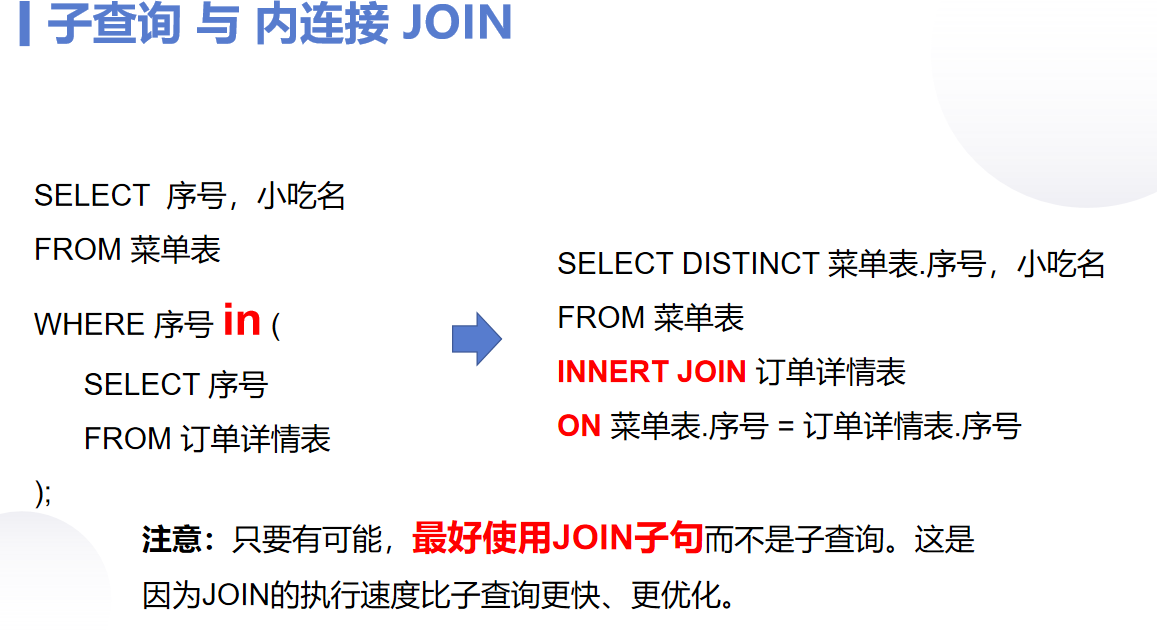 子查询 与 内连接 JOIN
SELECT 序号，小吃名
FROM 菜单表
WHERE 序号 in (
SELECT 序号
FROM 订单详情表
);
SELECT DISTINCT 菜单表.序号，小吃名
FROM 菜单表
INNERT JOIN 订单详情表
ON 菜单表.序号 = 订单详情表.序号
注意：只要有可能，最好使用JOIN子句而不是子查询。这是
因为JOIN的执行速度比子查询更快、更优化。